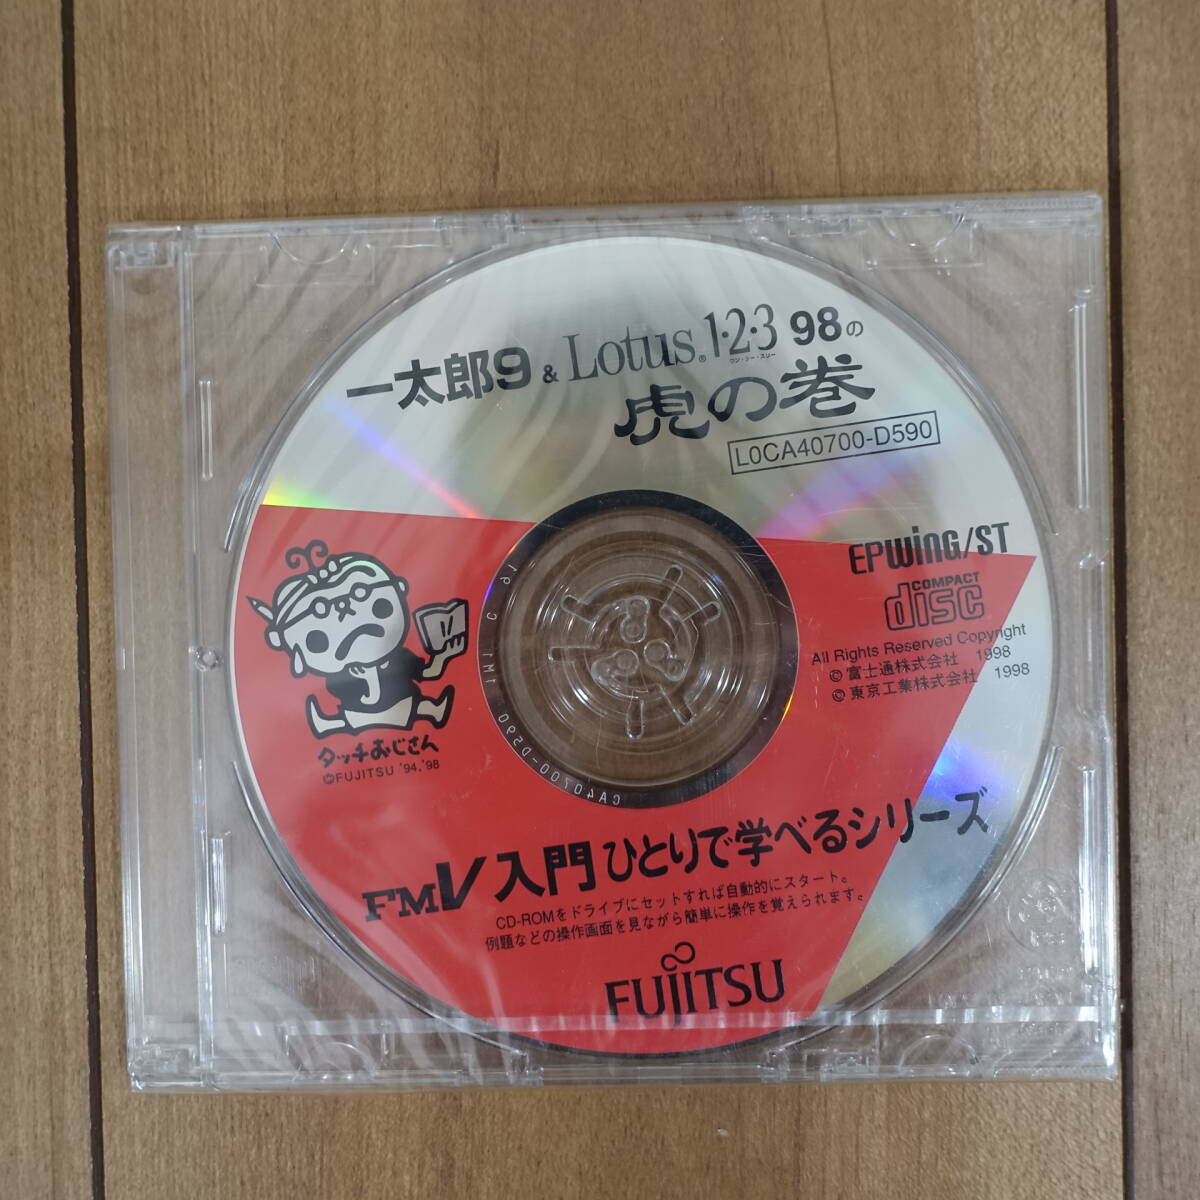 一太郎9 & Lotus® 1・2・3 98の
ワン・ツー・スリー
虎の巻
L0CA40700-D590
EPWING/ST
COMPACT
disc
All Rights Reserved Copyright
©富士通株式会社 1998
©東京工業株式会社 1998
タッチおじさん
©FUJITSU '94,'98
CA40700-D590
FMV 入門 ひとりで学べるシリーズ
CD-ROMをドライブにセットすれば自動的にスタート。
例題などの操作画面を見ながら簡単に操作を覚えられます。
FUJITSU